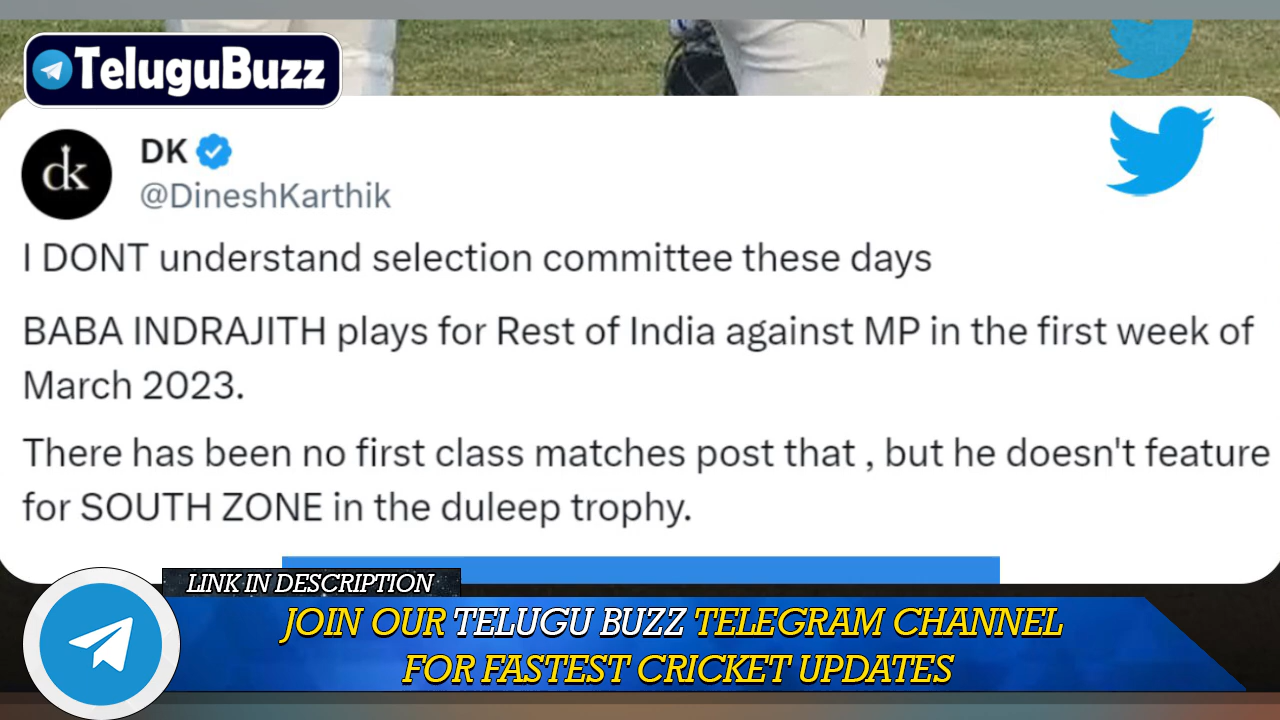 TeluguBuzz
dk
DK
@DineshKarthik
I DONT understand selection committee these days
BABA INDRAJITH plays for Rest of India against MP in the first week of
March 2023.
There has been no first class matches post that , but he doesn't feature
for SOUTH ZONE in the duleep trophy.
LINK IN DESCRIPTION
JOIN OUR TELUGU BUZZ TELEGRAM CHANNEL
FOR FASTEST CRICKET UPDATES